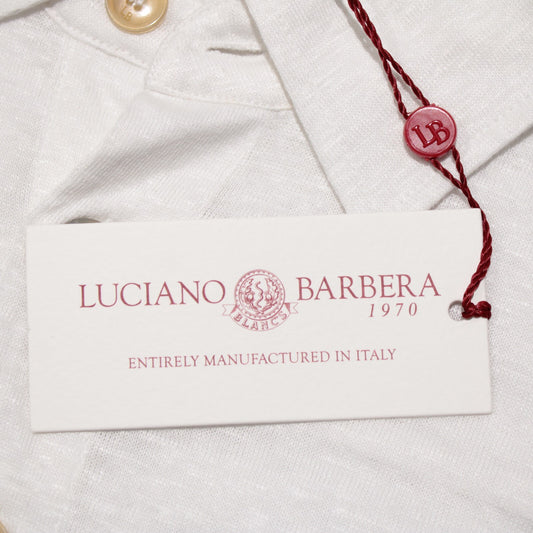 LB
LUCIANO BARBERA
BLANCS
1970
ENTIRELY MANUFACTURED IN ITALY